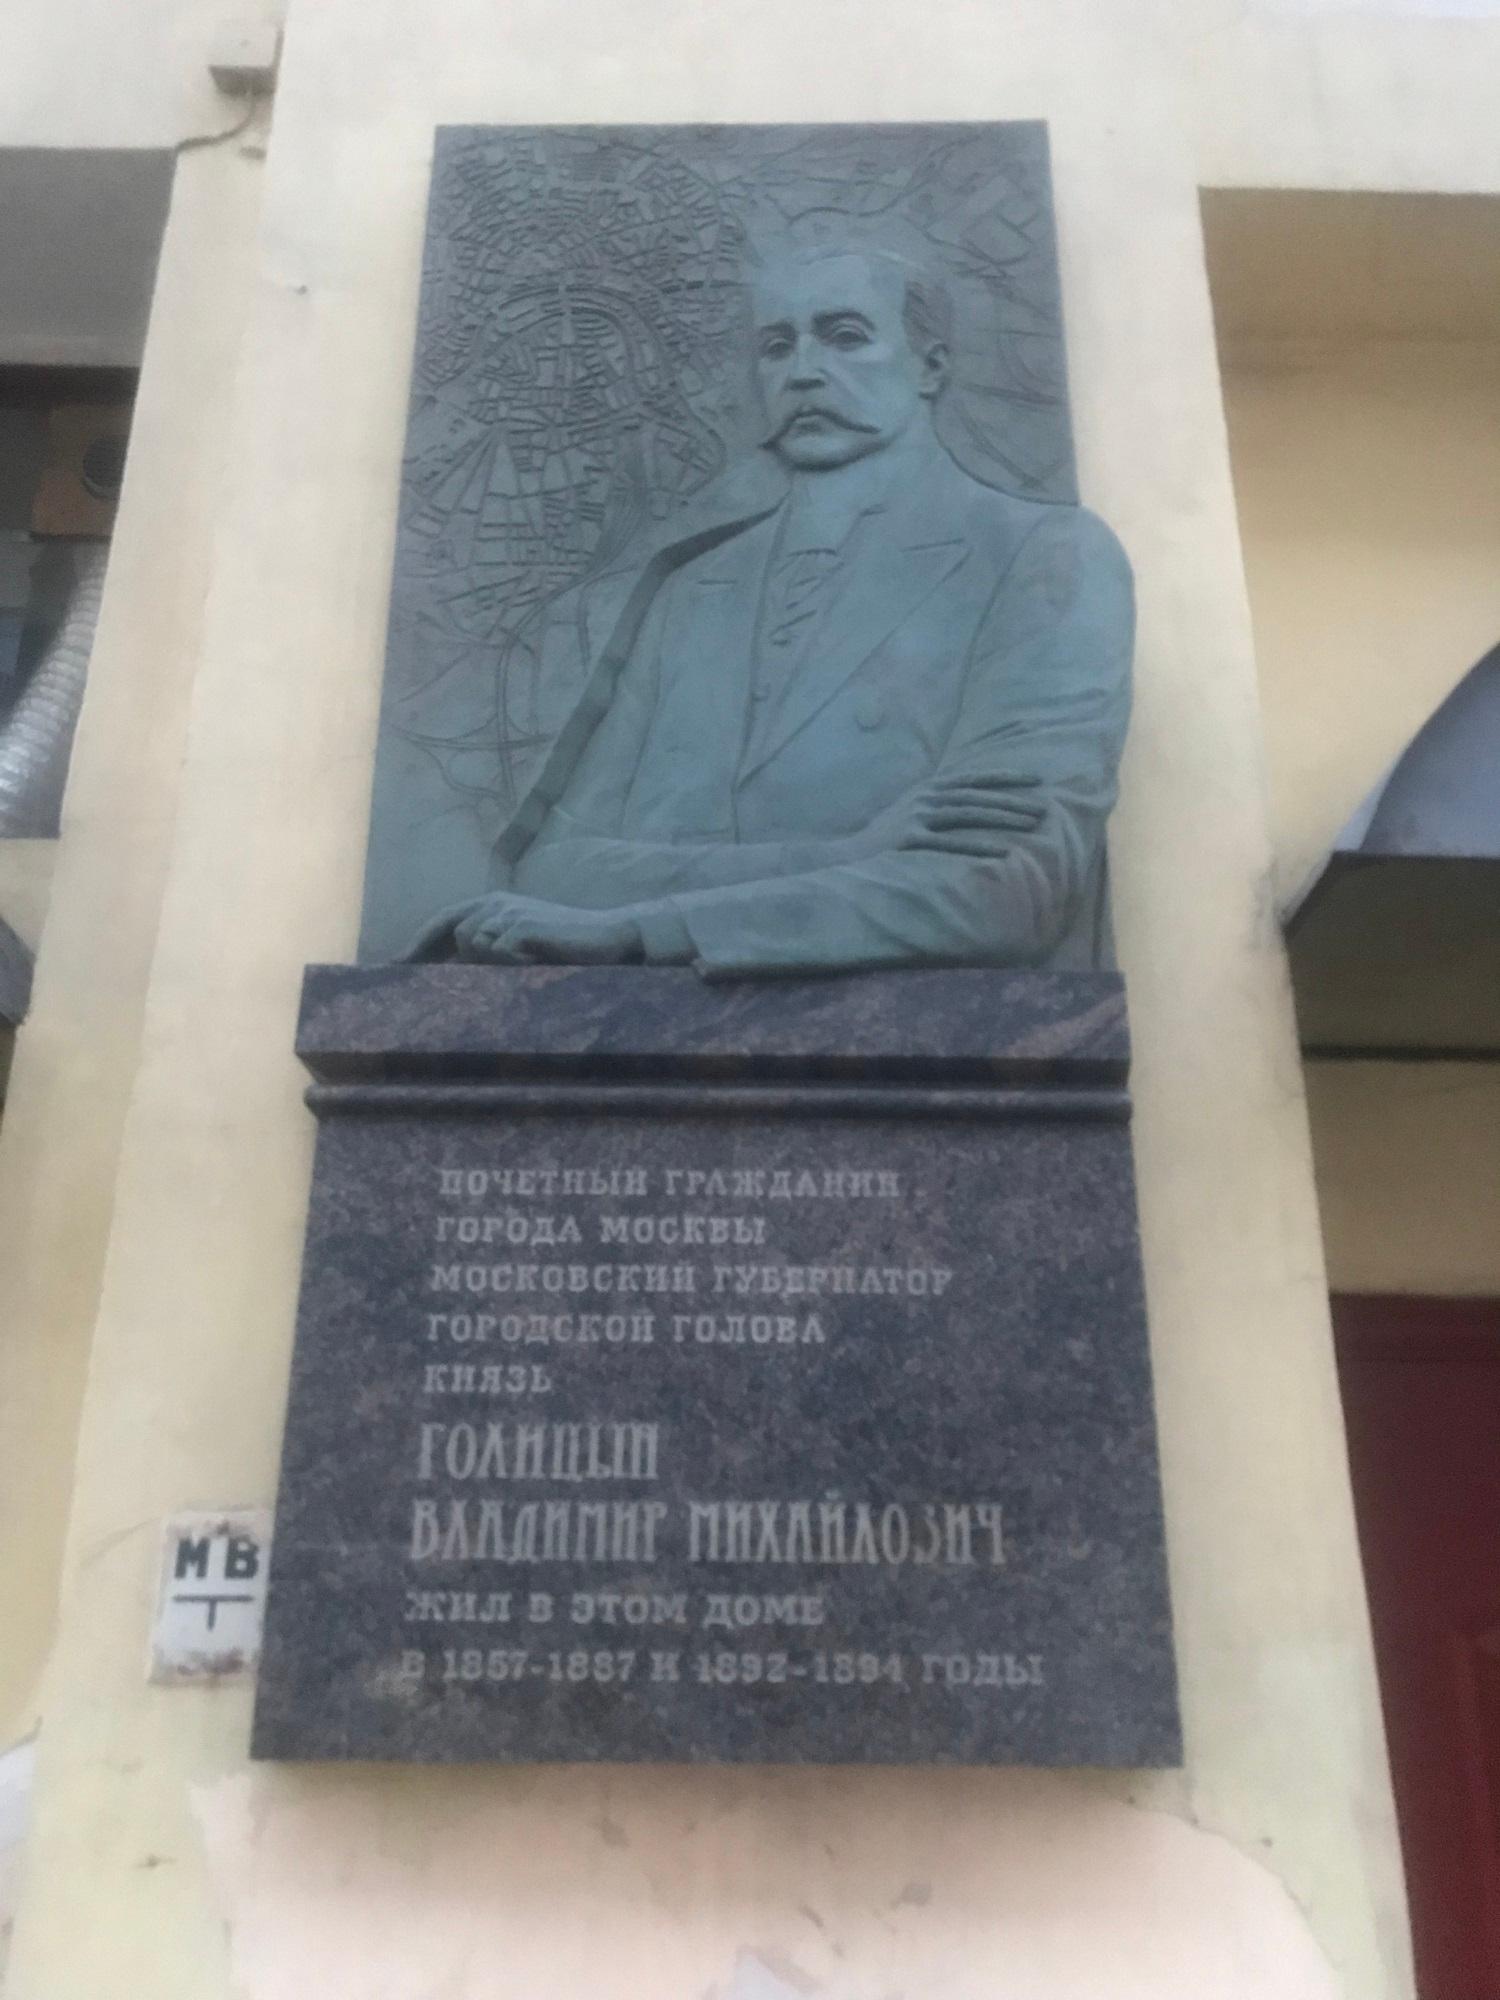 ПОЧЕТНЫЙ ГРАЖДАНИН
ГОРОДА МОСКВЫ
МОСКОВСКИЙ ГУБЕРНАТОР
ГОРОДСКОЙ ГОЛОВА
КНЯЗЬ
ГОЛИЦЫН
ВЛАДИМИР МИХАЙЛОВИЧ
ЖИЛ В ЭТОМ ДОМЕ
В 1857-1887 И 1892-1894 ГОДЫ
МВ